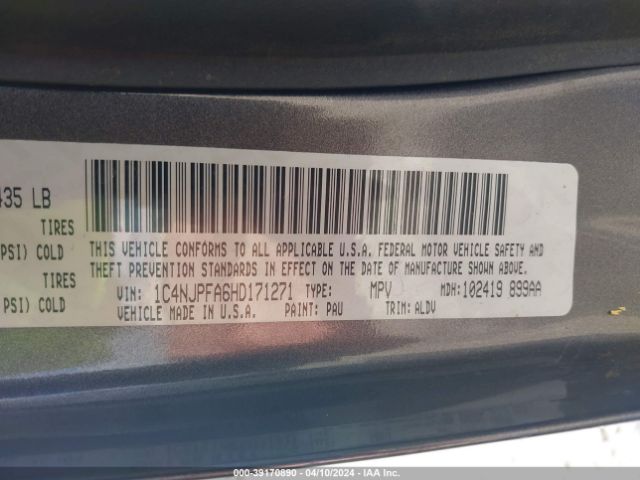 435 LB
TIRES
PSI) COLD
TIRES
PSI) COLD
THIS VEHICLE CONFORMS TO ALL APPLICABLE U.S.A. FEDERAL MOTOR VEHICLE SAFETY AND
THEFT PREVENTION STANDARDS IN EFFECT ON THE DATE OF MANUFACTURE SHOWN ABOVE.
VIN: 1C4NJPFA6HD171271 TYPE: MPV MDH:102419 899AA
VEHICLE MADE IN U.S.A. PAINT: PAU TRIM: ALDV
000-39170890 - 04/10/2024 - IAAI.COM